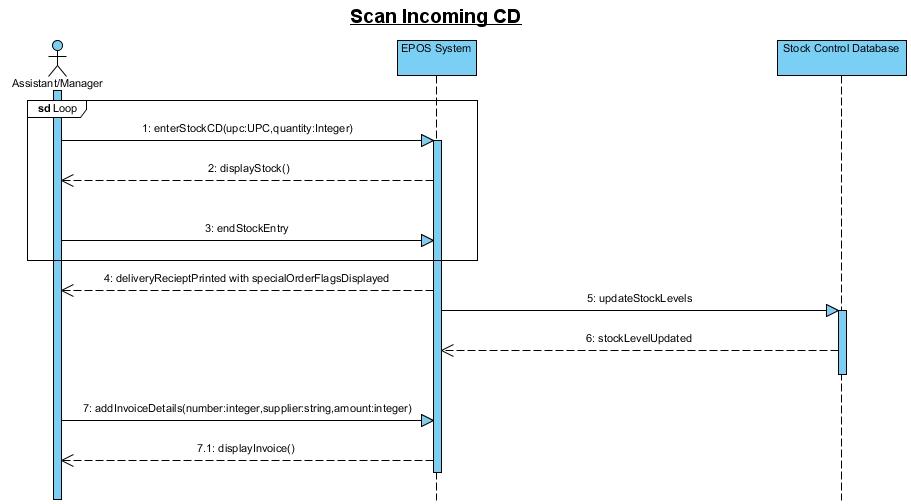 Scan Incoming CD
EPOS System
Stock Control Database
Assistant/Manager
sd Loop
1: enterStockCD(upc:UPC,quantity:Integer)
2: displayStock()
3: endStockEntry
4: deliveryRecieptPrinted with specialOrderFlagsDisplayed
5: updateStockLevels
6: stockLevelUpdated
7: addInvoiceDetails(number:integer,supplier:string,amount:integer)
7.1: displayInvoice()